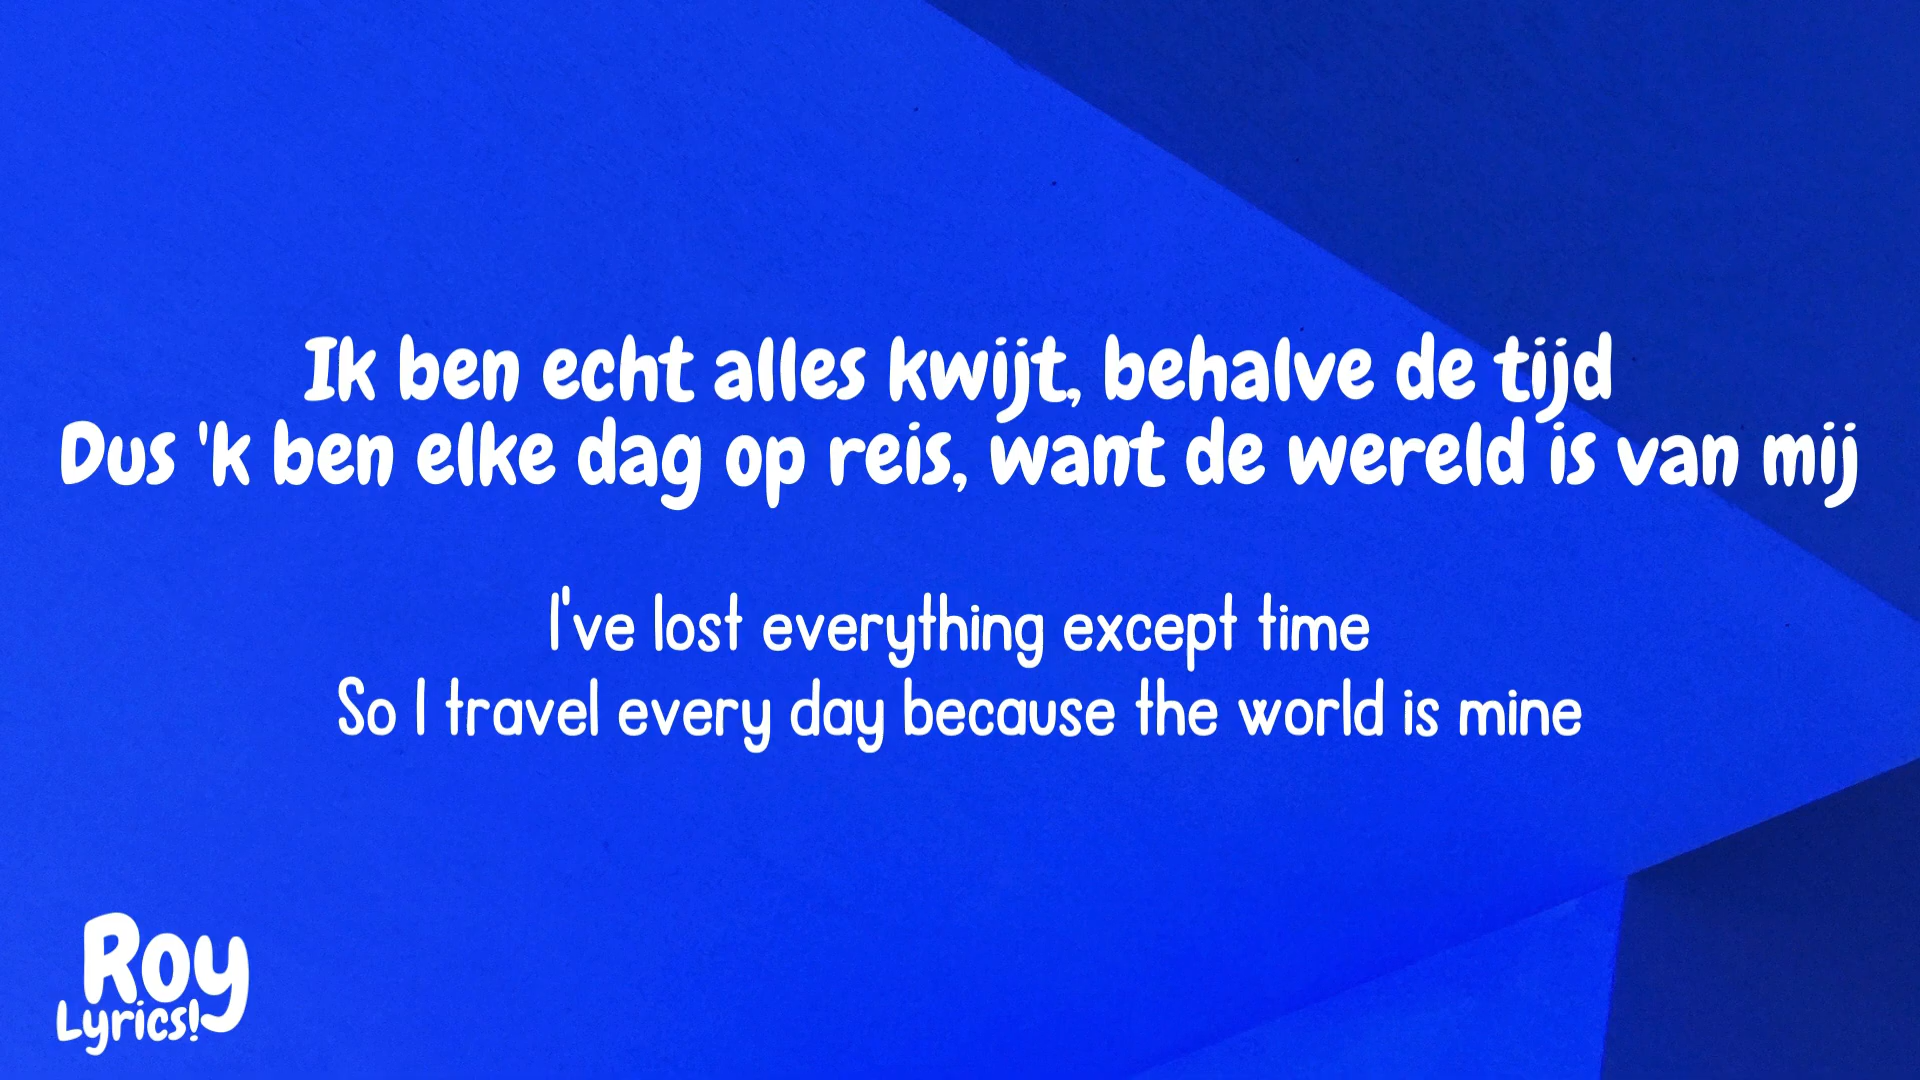 Ik ben echt alles kwijt, behalve de tijd
Dus 'k ben elke dag op reis, want de wereld is van mij
I've lost everything except time
So I travel every day because the world is mine
Roy
Lyrics!